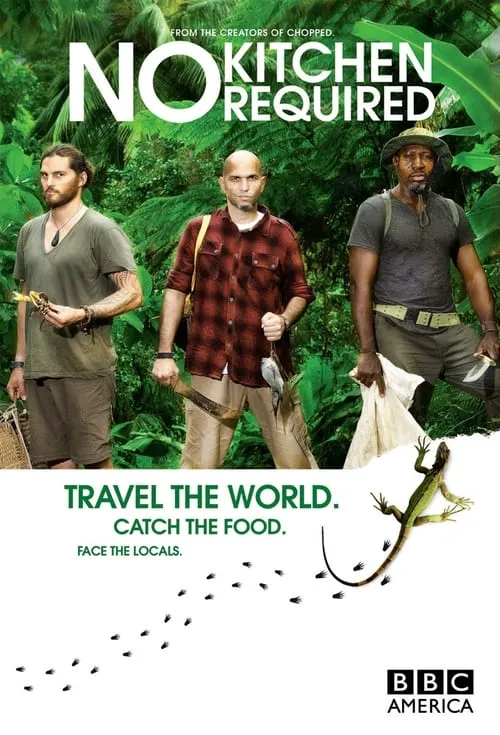 FROM THE CREATORS OF CHOPPED.
NO KITCHEN
REQUIRED
TRAVEL THE WORLD.
CATCH THE FOOD.
FACE THE LOCALS.
BBC
AMERICA